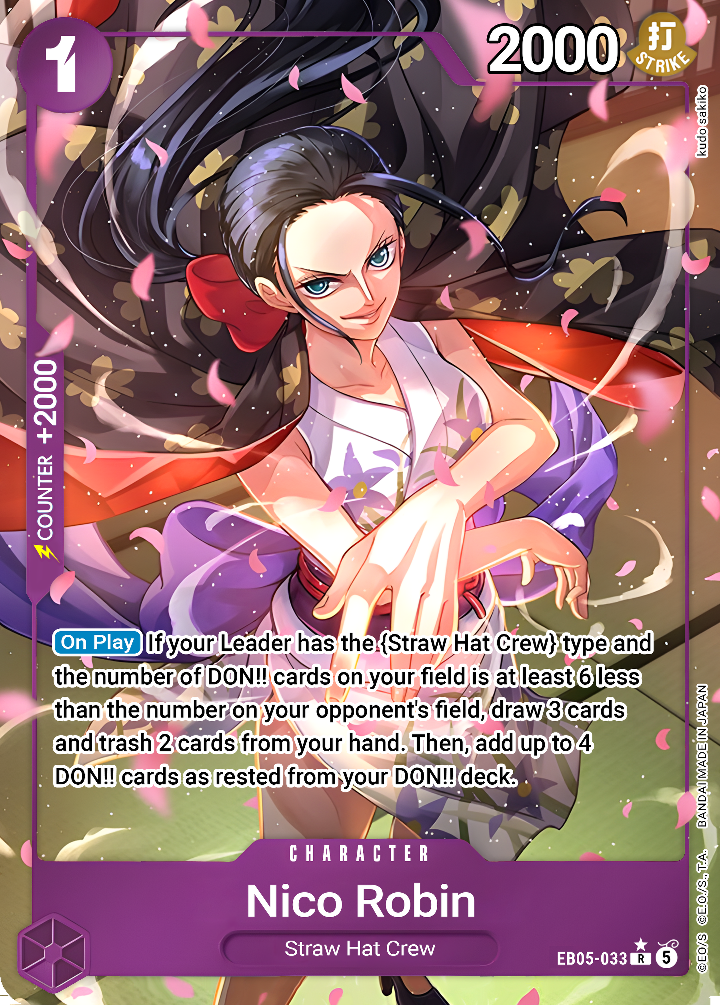 1
2000
打
STRIKE
kudo sakiko
COUNTER +2000
On Play If your Leader has the {Straw Hat Crew} type and
the number of DON!! cards on your field is at least 6 less
than the number on your opponent's field, draw 3 cards
and trash 2 cards from your hand. Then, add up to 4
DON!! cards as rested from your DON!! deck.
CHARACTER
Nico Robin
Straw Hat Crew
EB05-033 R 5
©EO/S ©E.O./S., T.A. BANDAI MADE IN JAPAN